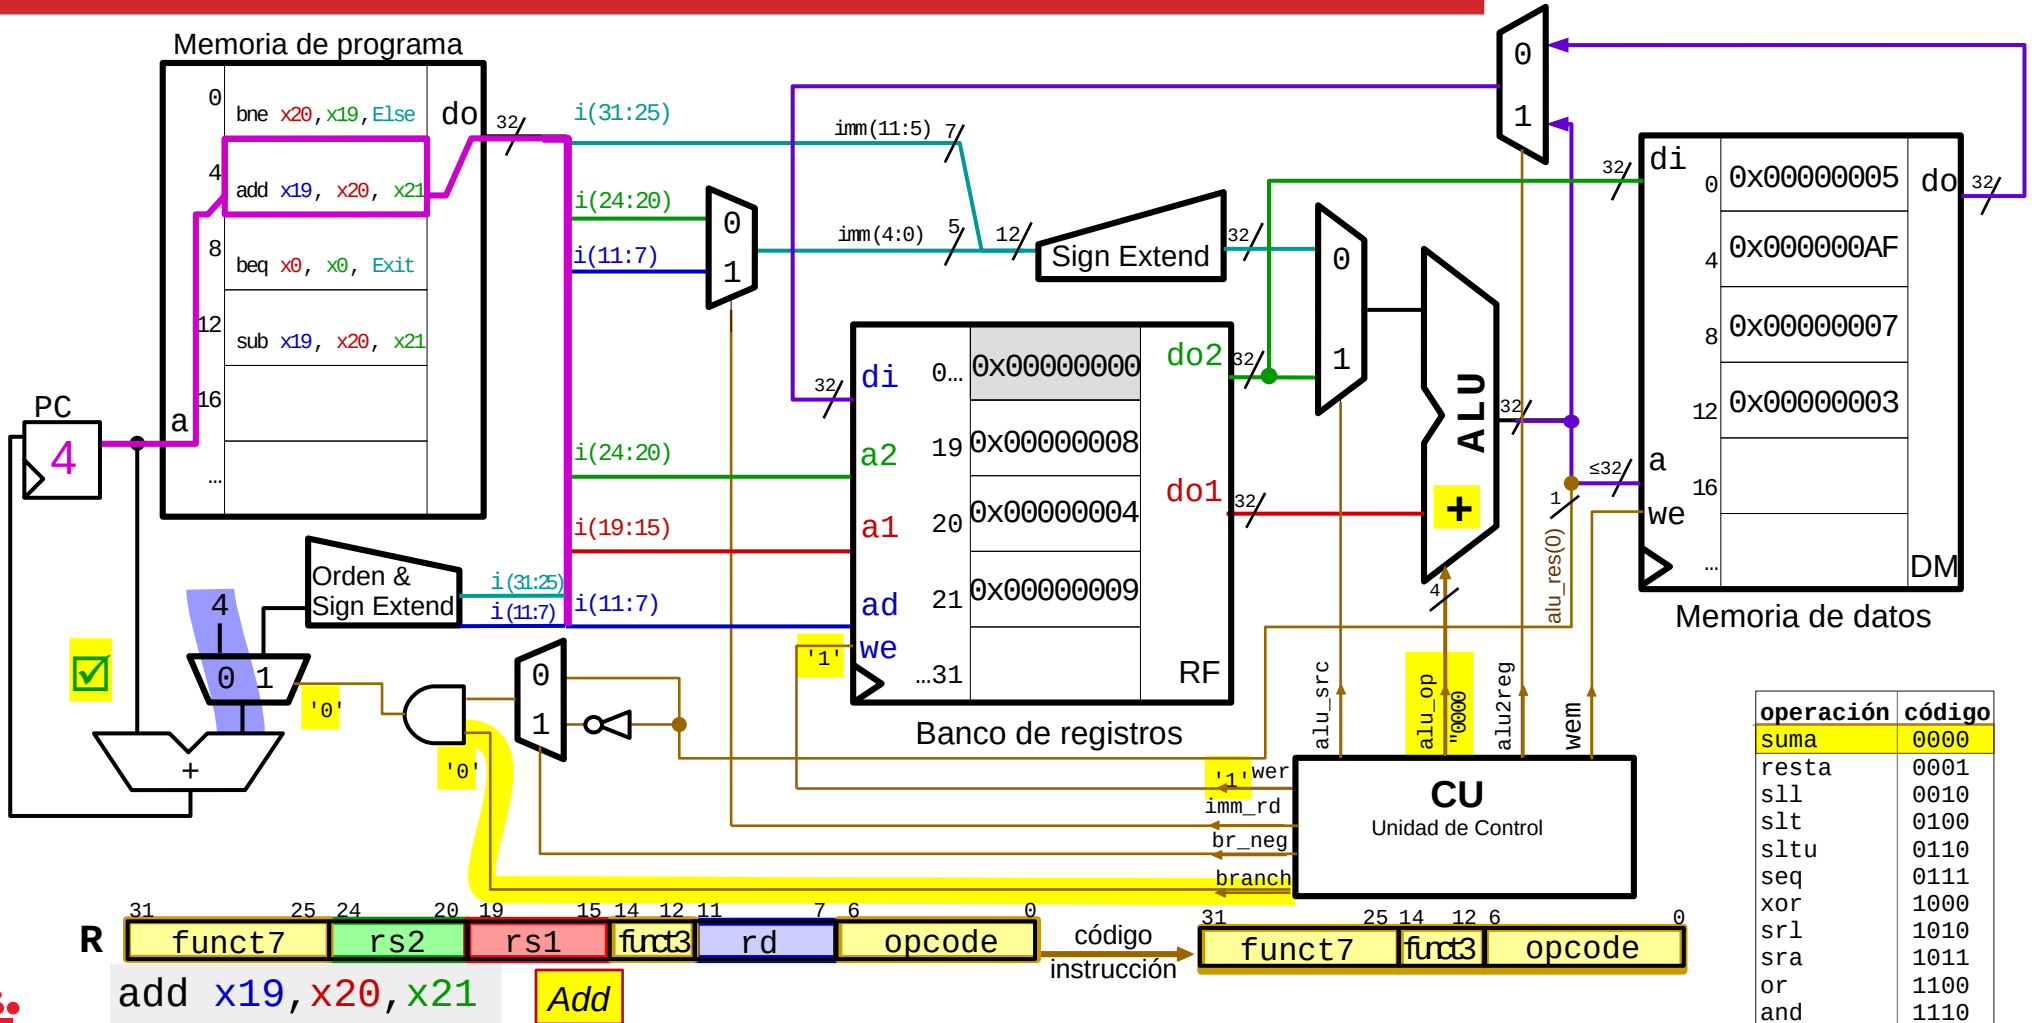 Memoria de programa
0
bne x20,x19,Else
do
32
4
add x19, x20, x21
8
beq x0, x0, Exit
12
sub x19, x20, x21
16
a
...
PC
4
i(31:25)
imm(11:5)
7
i(24:20)
i(11:7)
0
1
imm(4:0)
5
12
Sign Extend
32
0
1
0
1
ALU
+
32
4
Banco de registros
RF
di
32
a2
a1
ad
we
'1'
0… 0x00000000
19 0x00000008
20 0x00000004
21 0x00000009
…31
do2
32
do1
32
i(24:20)
i(19:15)
i(11:7)
Orden &
Sign Extend
i(31:25)
i(11:7)
4
0 1
'0'
+
0
1
'0'
Memoria de datos
DM
di
32
do
32
0 0x00000005
4 0x000000AF
8 0x00000007
12 0x00000003
16
…
a
≤32
we
1
alu_res(0)
alu_src
alu_op
"0000
alu2reg
wem
'1' wer
imm_rd
br_neg
branch
CU
Unidad de Control
operación código
suma 0000
resta 0001
sll 0010
slt 0100
sltu 0110
seq 0111
xor 1000
srl 1010
sra 1011
or 1100
and 1110
31 25 24 20 19 15 14 12 11 7 6 0
R funct7 rs2 rs1 funct3 rd opcode
código
instrucción
31 25 14 12 6 0
funct7 funct3 opcode
add x19,x20,x21
Add